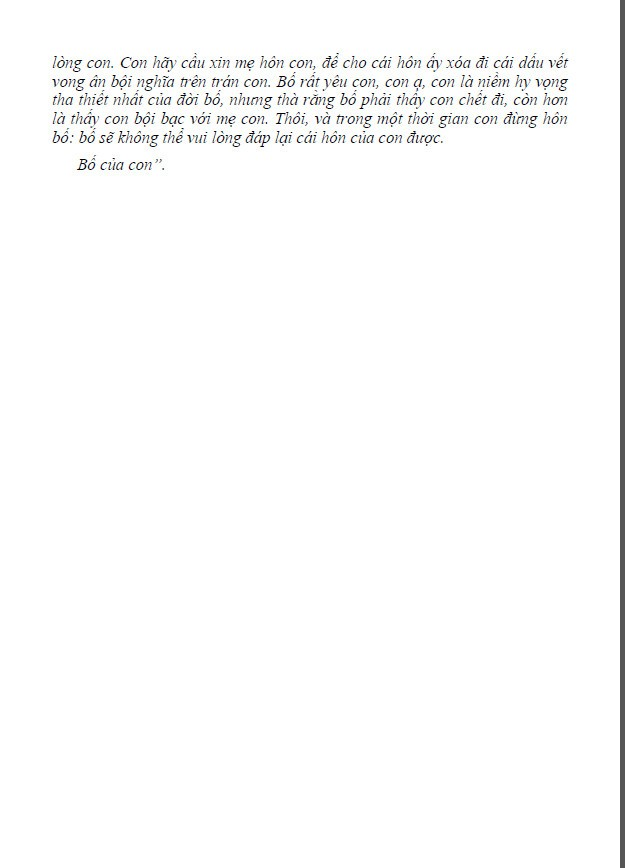 lòng con. Con hãy cầu xin mẹ hôn con, để cho cái hôn ấy xóa đi cái dấu vết
vong ân bội nghĩa trên trán con. Bố rất yêu con, con ạ, con là niềm hy vọng
tha thiết nhất của đời bố, nhưng thà rằng bố phải thấy con chết đi, còn hơn
là thấy con bội bạc với mẹ con. Thôi, và trong một thời gian con đừng hôn
bố: bố sẽ không thể vui lòng đáp lại cái hôn của con được.
Bố của con”.